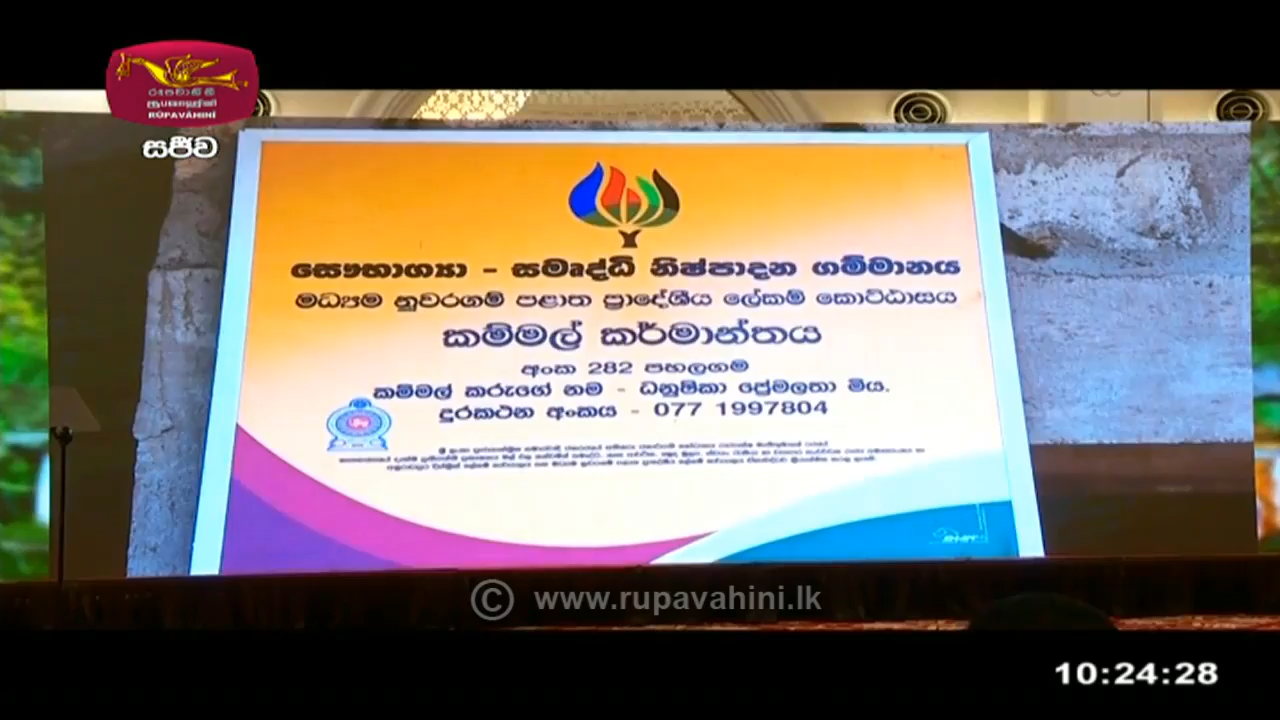 රූපවාහිනී
ரூபவாஹினி
RUPAVAHINI
සජීව
සෞභාග්‍යා - සමෘද්ධි නිෂ්පාදන ගම්මානය
මධ්‍යම නුවරගම් පළාත ප්‍රාදේශීය ලේකම් කොට්ඨාසය
කම්මල් කර්මාන්තය
අංක 282 පහලගම
කම්මල් කරුගේ නම - ධනුෂිකා ප්‍රේමලතා මිය.
දුරකථන අංකය - 077 1997804
© www.rupavahini.lk
10:24:28